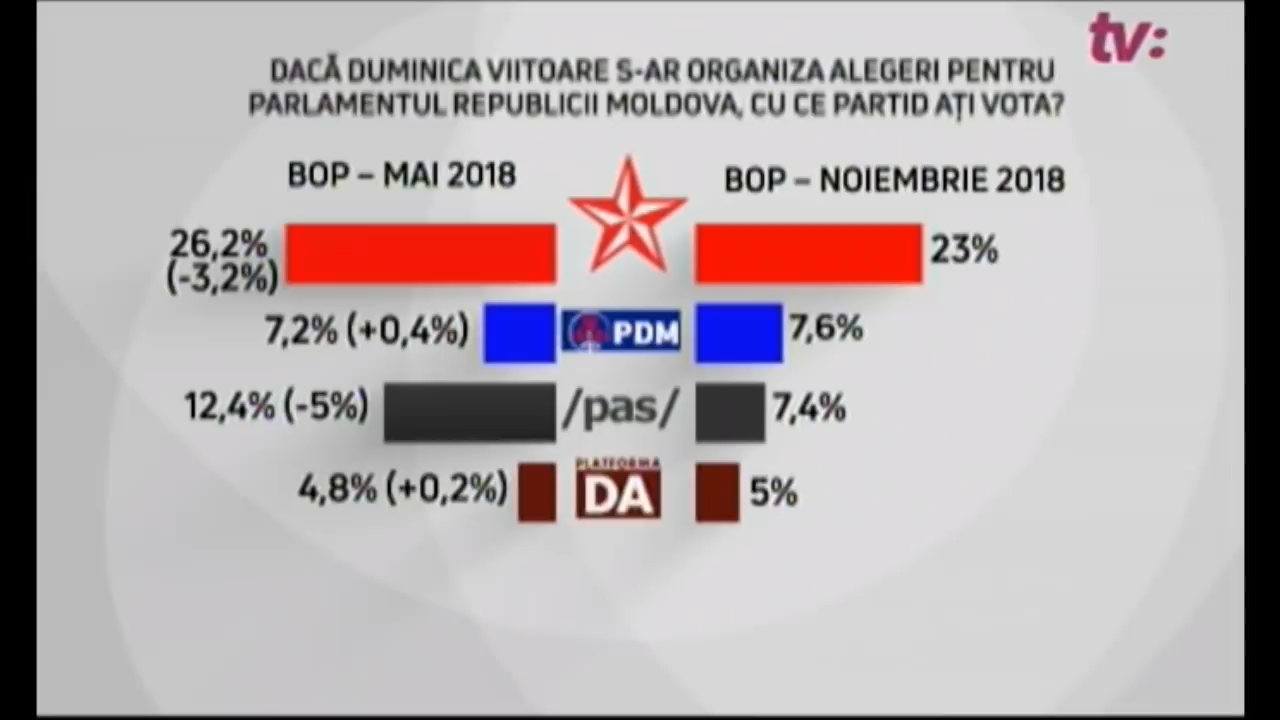 tv:
DACĂ DUMINICA VIITOARE S-AR ORGANIZA ALEGERI PENTRU
PARLAMENTUL REPUBLICII MOLDOVA, CU CE PARTID AȚI VOTA?
BOP – MAI 2018
BOP – NOIEMBRIE 2018
26,2%
(-3,2%)
23%
7,2% (+0,4%)
PDM
7,6%
12,4% (-5%)
/pas/
7,4%
4,8% (+0,2%)
PLATFORMA
DA
5%